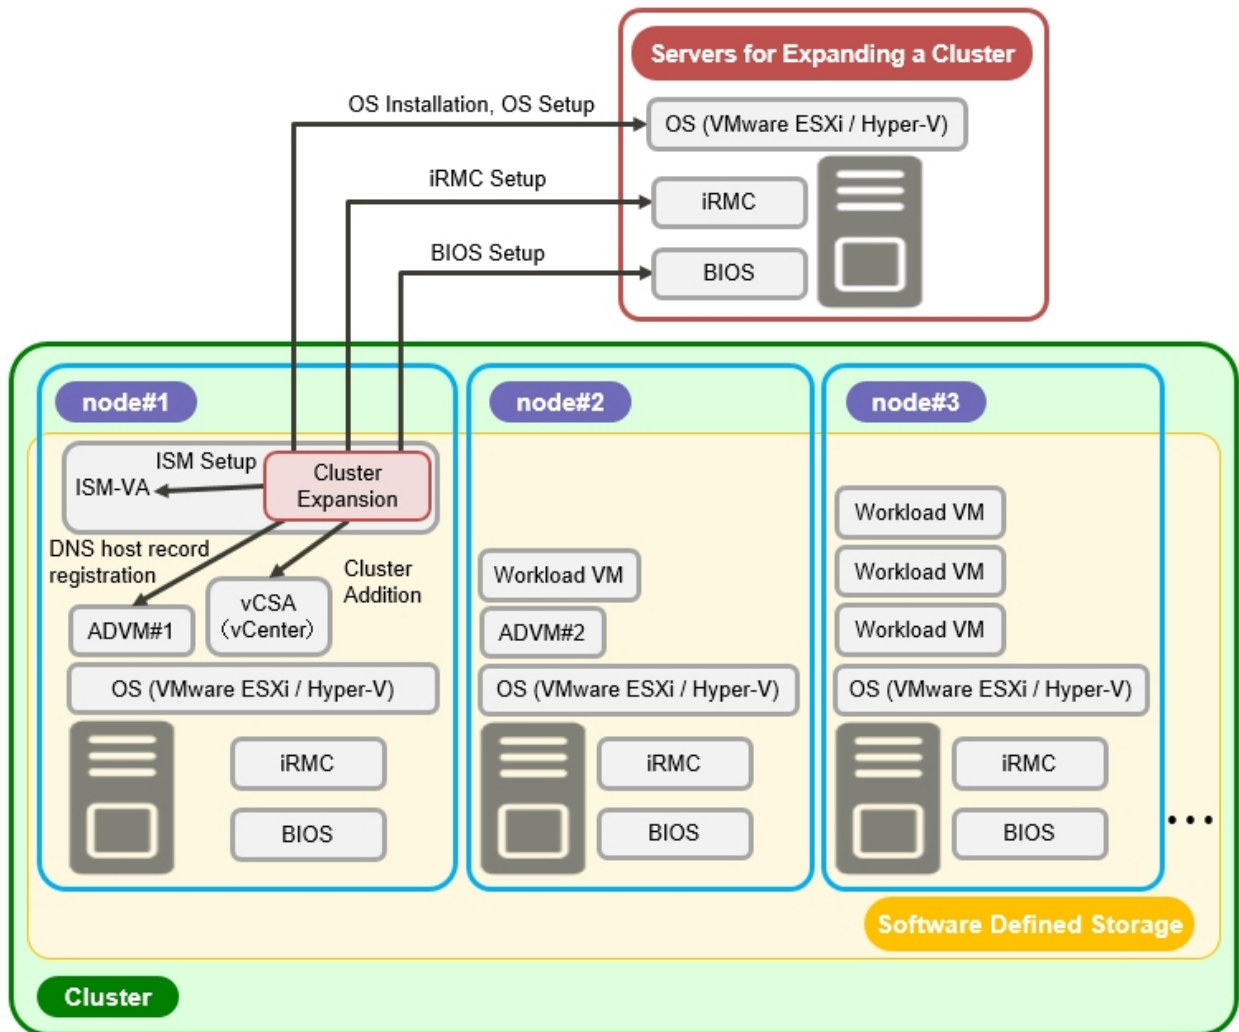 Servers for Expanding a Cluster
OS Installation, OS Setup
OS (VMware ESXi / Hyper-V)
iRMC Setup
iRMC
BIOS Setup
BIOS
node#1
node#2
node#3
ISM Setup
ISM-VA
Cluster
Expansion
DNS host record
registration
Cluster
Addition
ADVM#1
vCSA
(vCenter)
OS (VMware ESXi / Hyper-V)
iRMC
BIOS
Workload VM
ADVM#2
OS (VMware ESXi / Hyper-V)
iRMC
BIOS
Workload VM
Workload VM
Workload VM
OS (VMware ESXi / Hyper-V)
iRMC
BIOS
...
Software Defined Storage
Cluster